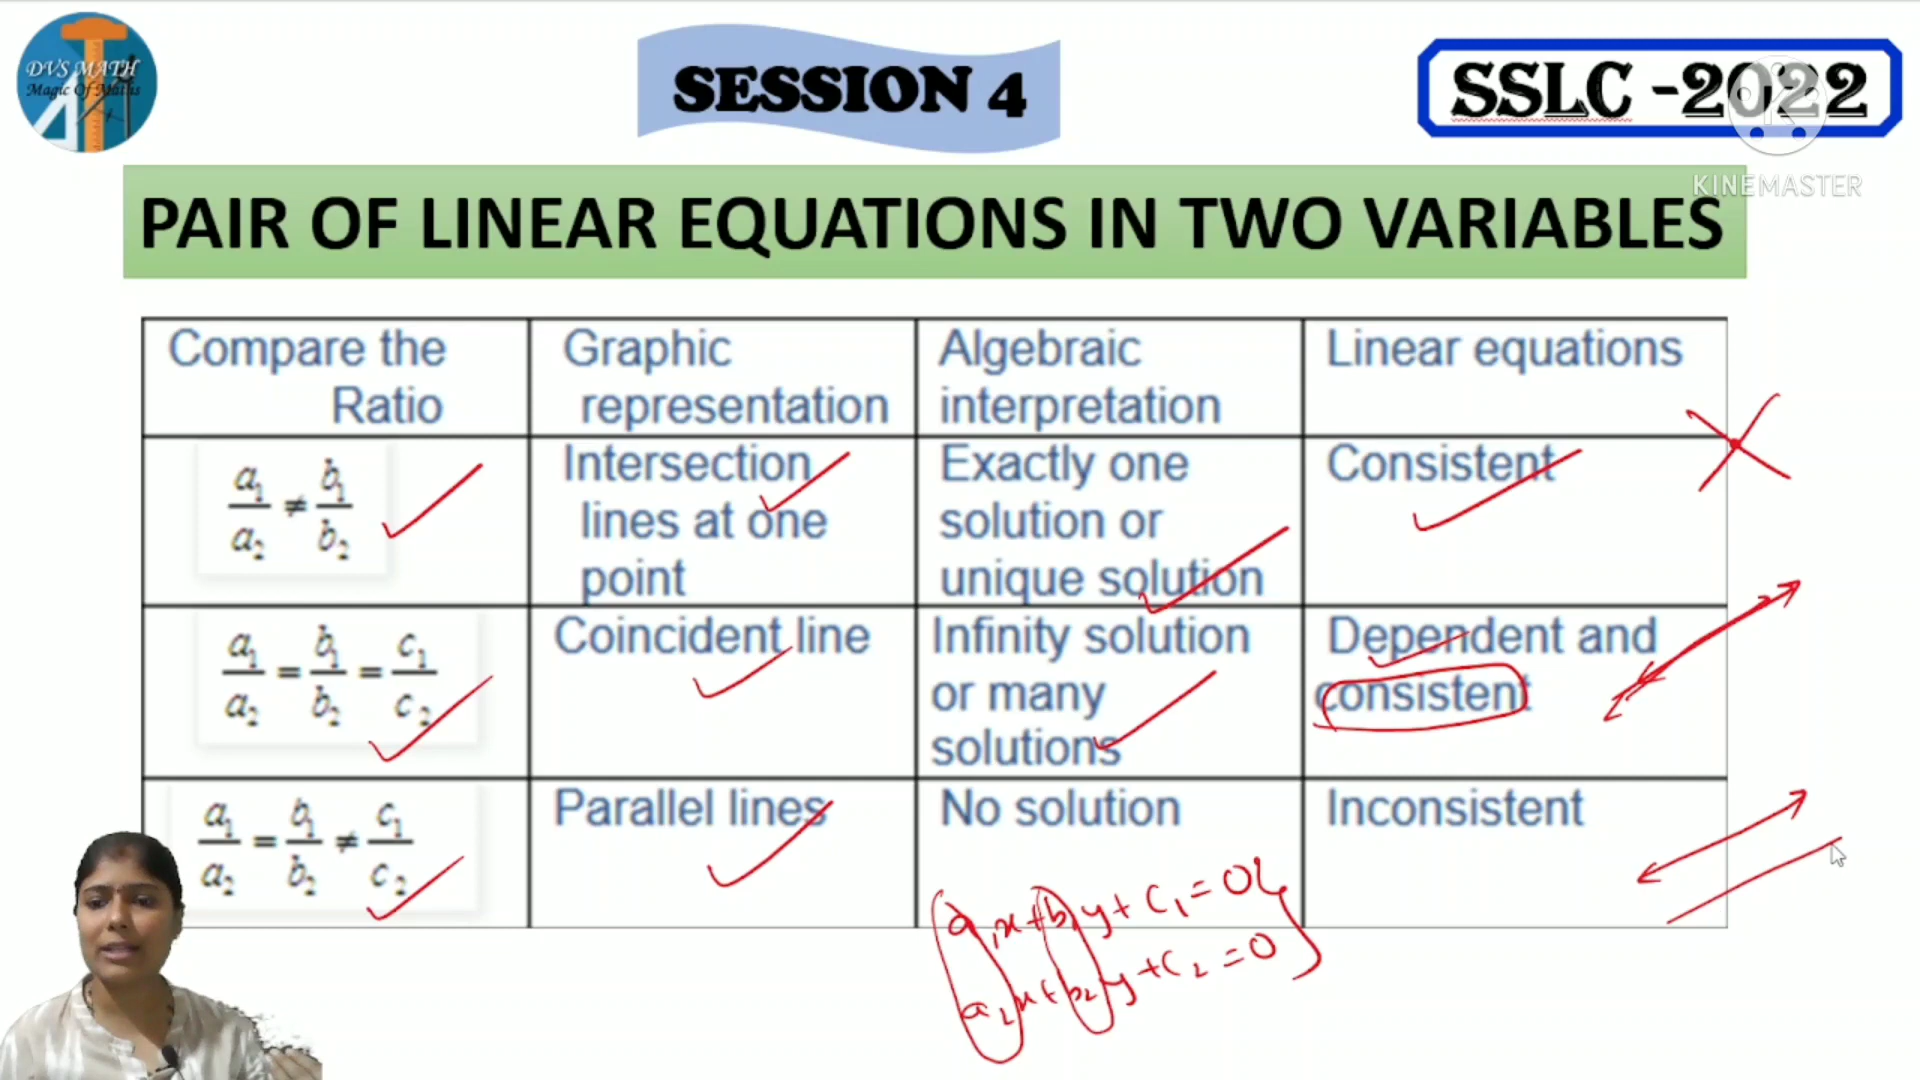 DVS MATH
Magic Of Maths
SESSION 4
SSLC -2022
KINEMASTER
PAIR OF LINEAR EQUATIONS IN TWO VARIABLES
Compare the
Ratio
Graphic
representation
Algebraic
interpretation
Linear equations
a₁/a₂ ≠ b₁/b₂
Intersection
lines at one
point
Exactly one
solution or
unique solution
Consistent
a₁/a₂ = b₁/b₂ = c₁/c₂
Coincident line
Infinity solution
or many
solutions
Dependent and
consistent
a₁/a₂ = b₁/b₂ ≠ c₁/c₂
Parallel lines
No solution
Inconsistent
a₁x+b₁y+c₁=0
a₂x+b₂y+c₂=0